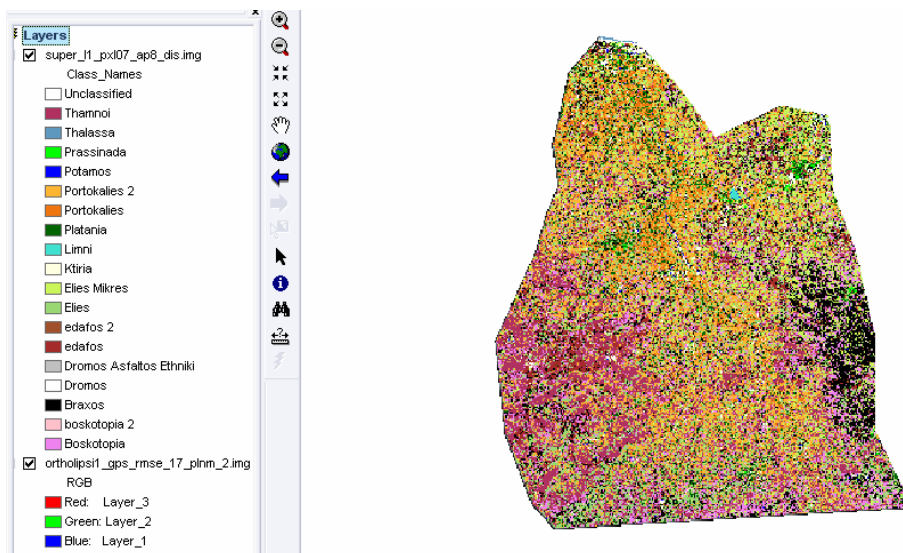 Layers
super_l1_pxl07_ap8_dis.img
Class_Names
Unclassified
Thamnoi
Thalassa
Prassinada
Potamos
Portokalies 2
Portokalies
Platania
Limni
Ktiria
Elies Mikres
Elies
edafos 2
edafos
Dromos Asfaltos Ethniki
Dromos
Braxos
boskotopia 2
Boskotopia
ortholipsi1_gps_rmse_17_plnm_2.img
RGB
Red: Layer_3
Green: Layer_2
Blue: Layer_1